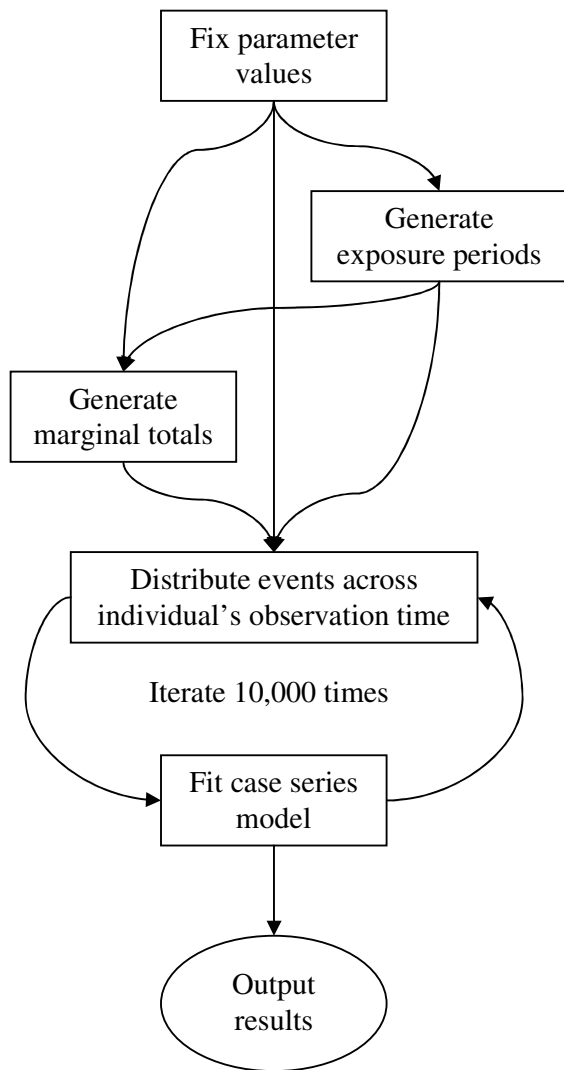 Fix parameter
values
Generate
exposure periods
Generate
marginal totals
Distribute events across
individual’s observation time
Iterate 10,000 times
Fit case series
model
Output
results